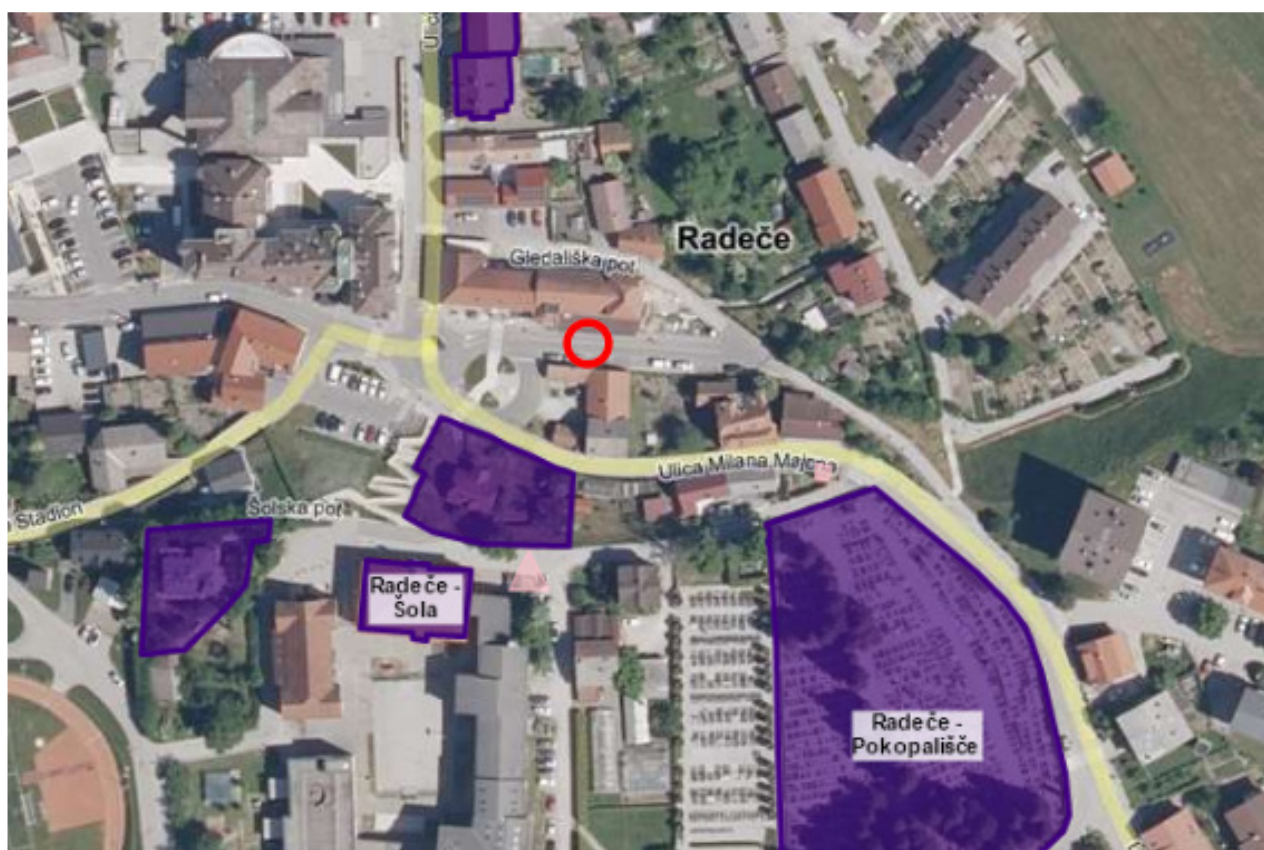 Radeče
Gledališka pot
Ulica Milana Majcna
Stadion
Šolska pot
Radeče -
Šola
Radeče -
Pokopališče